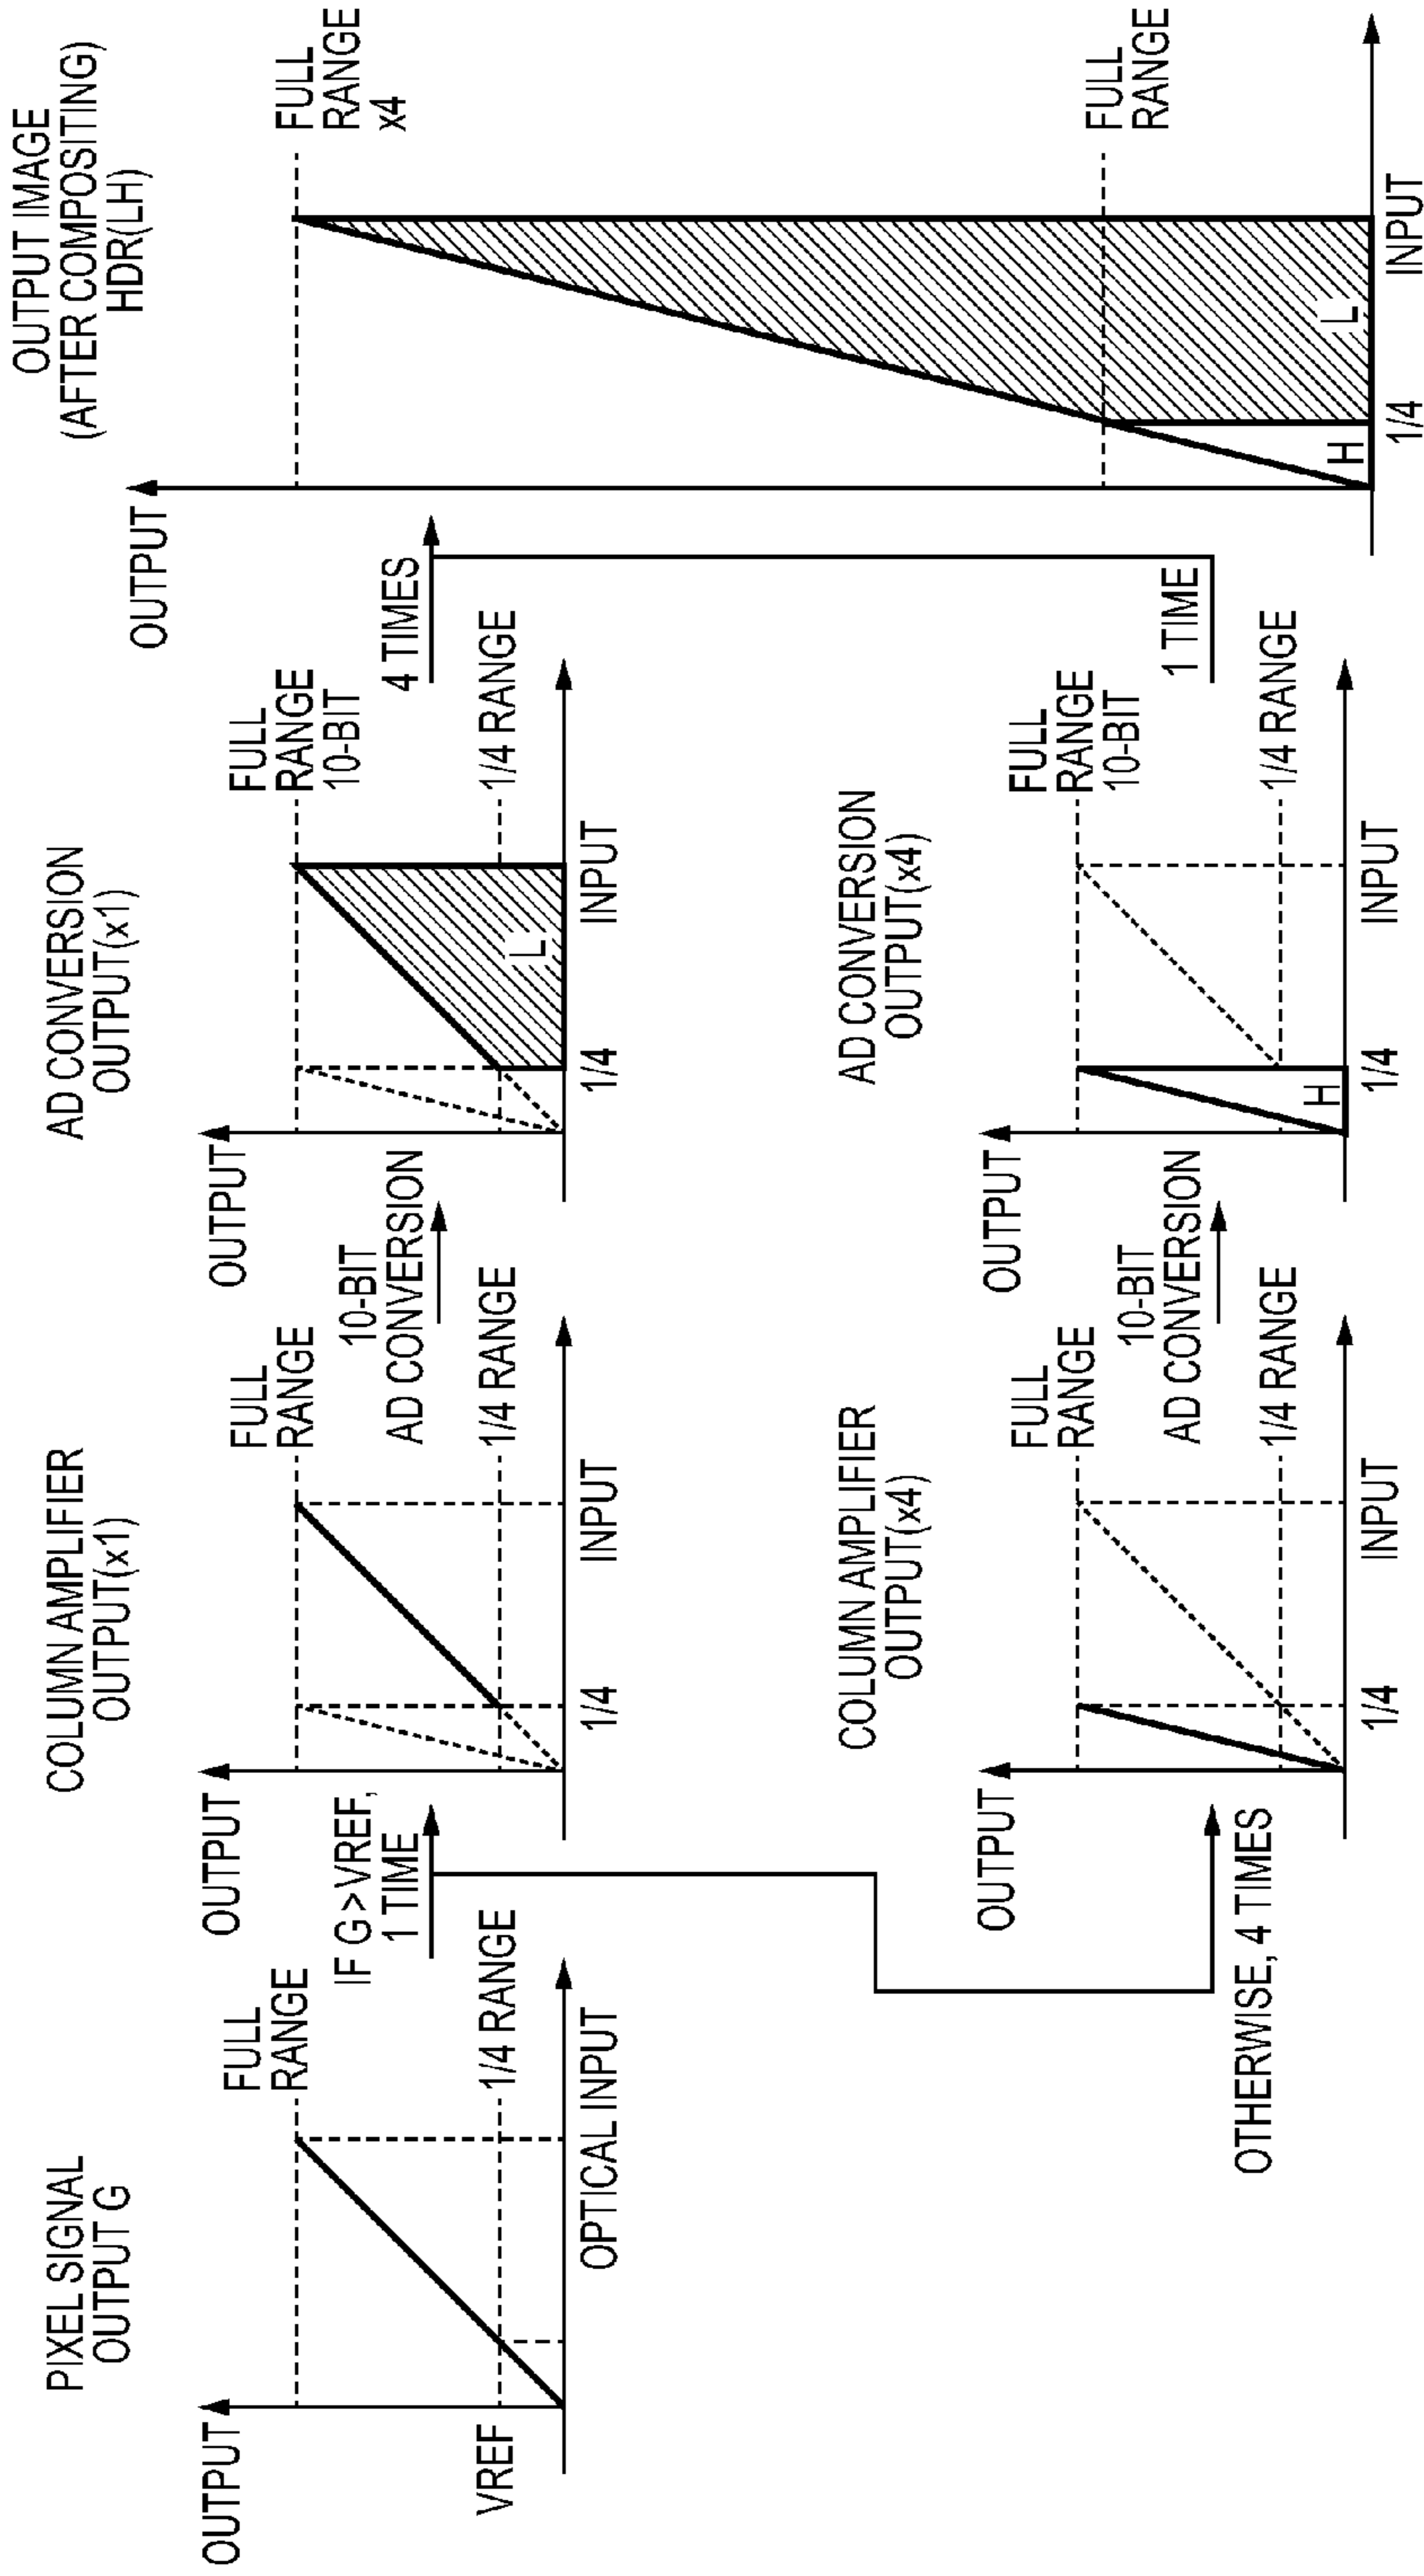 PIXEL SIGNAL
OUTPUT G
OUTPUT
FULL
RANGE
VREF
1/4 RANGE
OPTICAL INPUT
IF G > VREF,
1 TIME
OTHERWISE, 4 TIMES
COLUMN AMPLIFIER
OUTPUT(x1)
OUTPUT
FULL
RANGE
1/4 RANGE
1/4
INPUT
10-BIT
AD CONVERSION
AD CONVERSION
OUTPUT(x1)
OUTPUT
FULL
RANGE
10-BIT
1/4 RANGE
L
1/4
INPUT
4 TIMES
COLUMN AMPLIFIER
OUTPUT(x4)
OUTPUT
FULL
RANGE
1/4 RANGE
1/4
INPUT
10-BIT
AD CONVERSION
AD CONVERSION
OUTPUT(x4)
OUTPUT
FULL
RANGE
10-BIT
1/4 RANGE
H
1/4
INPUT
1 TIME
OUTPUT IMAGE
(AFTER COMPOSITING)
HDR(LH)
OUTPUT
FULL
RANGE
x4
FULL
RANGE
H
L
1/4
INPUT